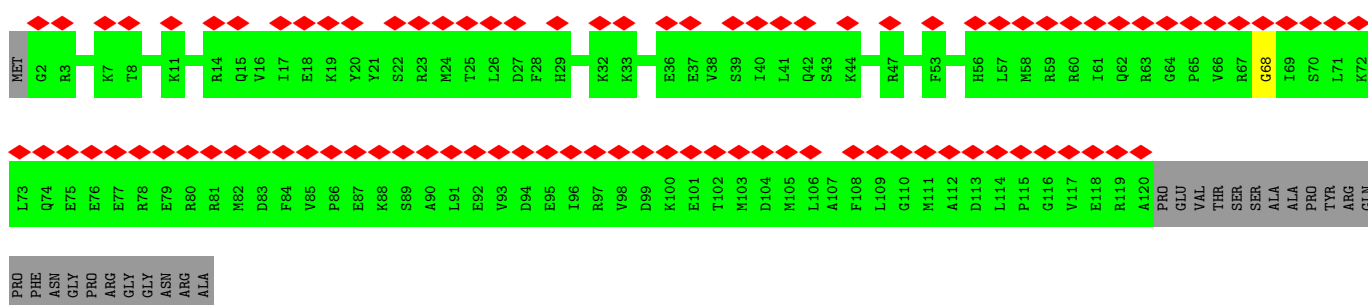 MET G2 R3 K7 T8 K11 R14 Q15 V16 I17 E18 K19 Y20 Y21 S22 R23 M24 T25 L26 D27 F28 H29 K32 K33 E36 E37 V38 S39 I40 L41 Q42 S43 K44 R47 F53 H56 L57 M58 R59 R60 I61 Q62 R63 G64 P65 V66 R67 G68 I69 S70 L71 K72
L73 Q74 E75 E76 E77 R78 E79 R80 R81 M82 D83 F84 V85 P86 E87 K88 S89 A90 L91 E92 V93 D94 E95 I96 R97 V98 D99 K100 E101 T102 M103 D104 M105 L106 A107 F108 L109 G110 M111 A112 D113 L114 P115 G116 V117 E118 R119 A120 PRO GLU VAL THR SER SER ALA ALA PRO TYR ARG GLN
PRO PHE ASN GLY PRO ARG GLY GLY ASN ARG ALA